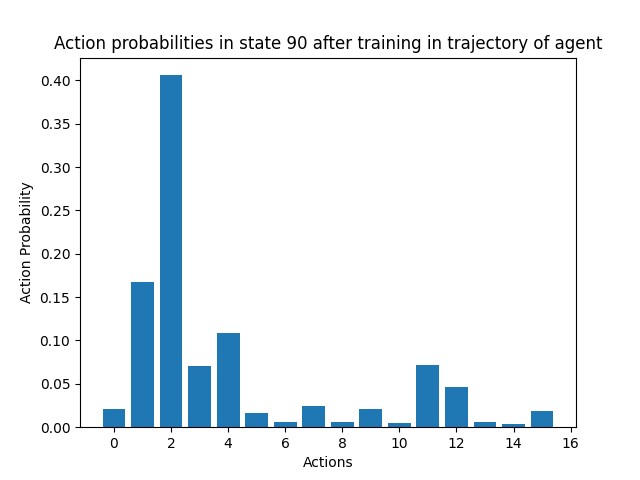 Action probabilities in state 90 after training in trajectory of agent
0.40
0.35
0.30
0.25
0.20
0.15
0.10
0.05
0.00
Action Probability
0 2 4 6 8 10 12 14 16
Actions